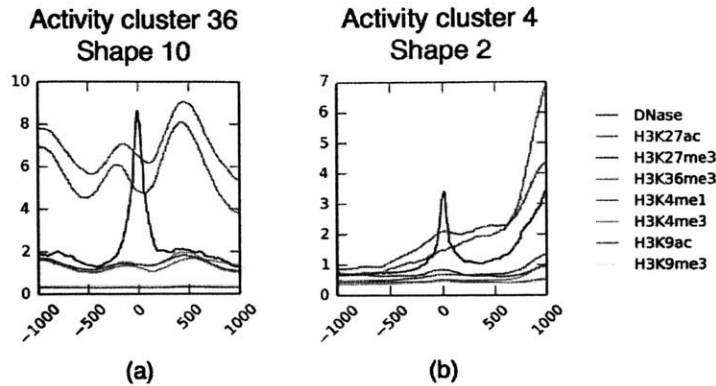 Activity cluster 36
Shape 10
10
8
6
4
2
0
−1000
−500
0
500
1000
(a)
Activity cluster 4
Shape 2
7
6
5
4
3
2
1
0
−1000
−500
0
500
1000
(b)
DNase
H3K27ac
H3K27me3
H3K36me3
H3K4me1
H3K4me3
H3K9ac
H3K9me3